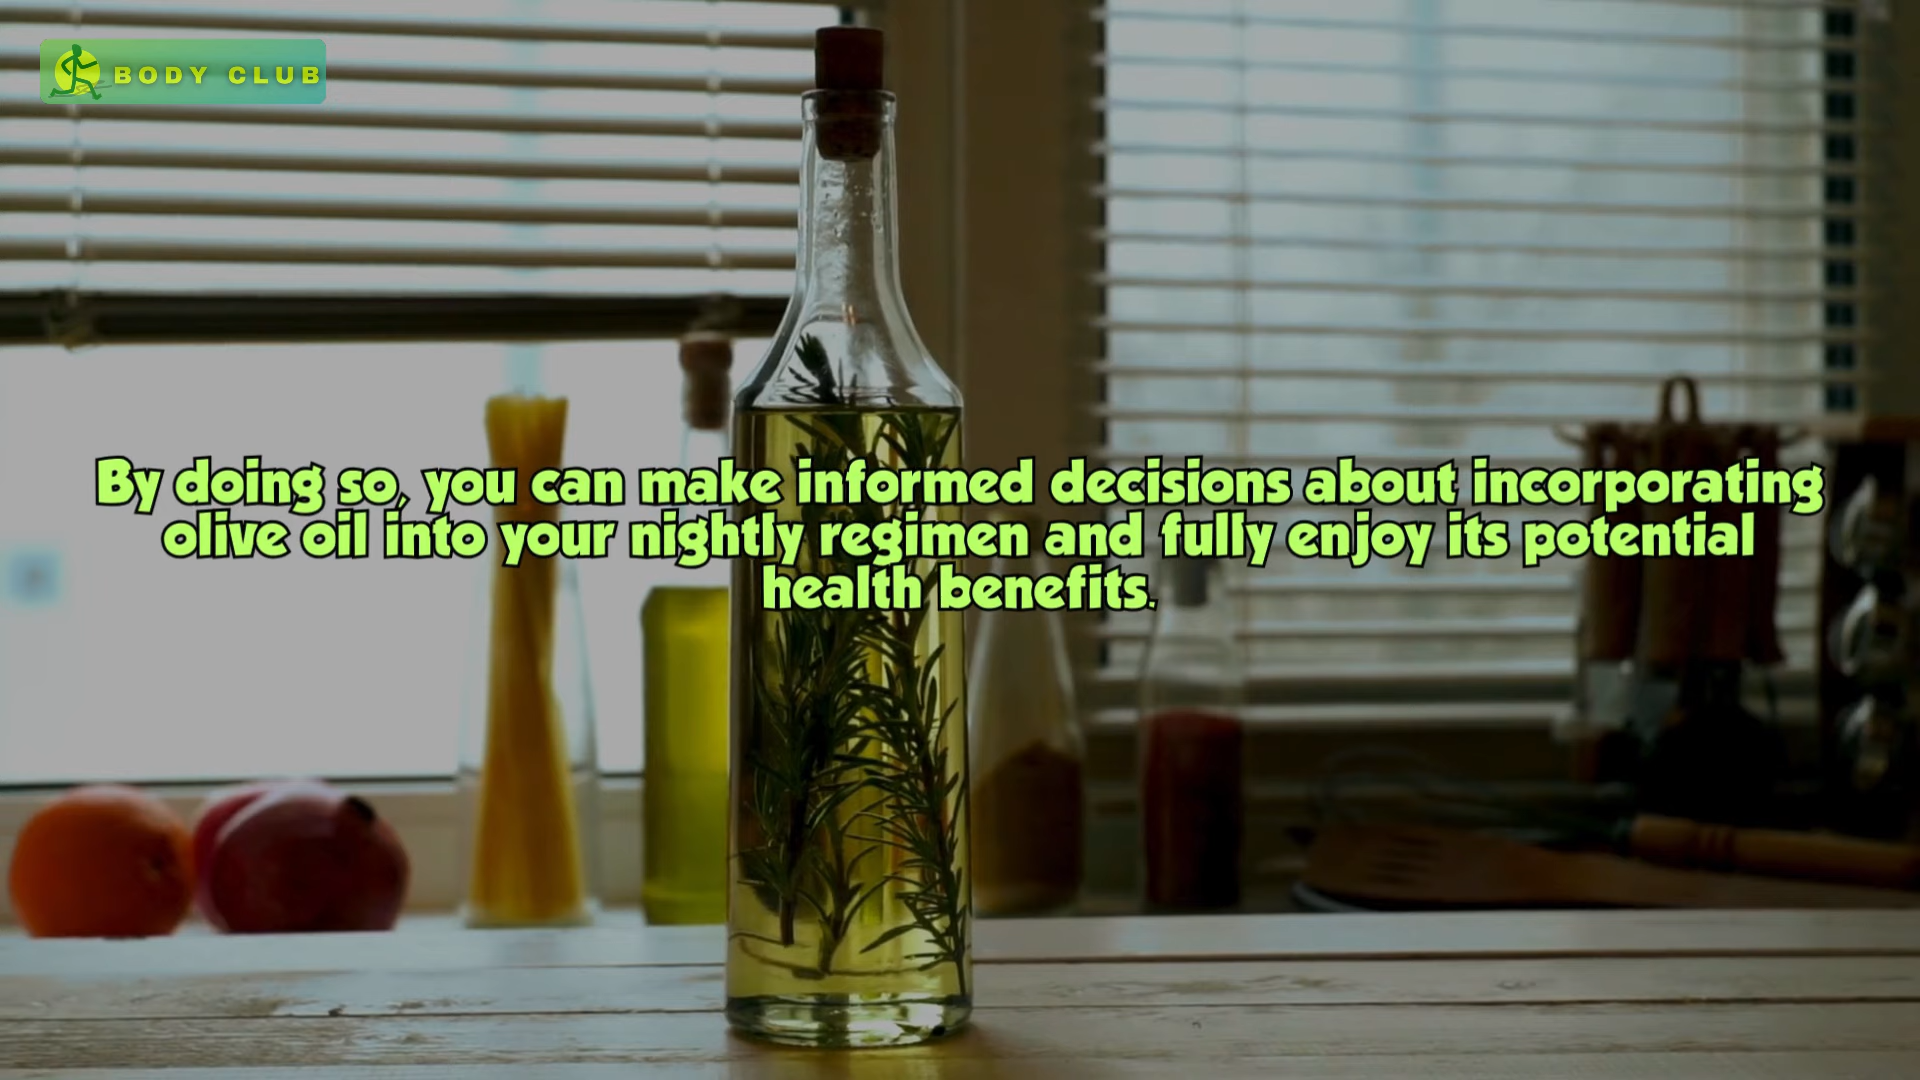 BODY CLUB
By doing so, you can make informed decisions about incorporating
olive oil into your nightly regimen and fully enjoy its potential
health benefits.